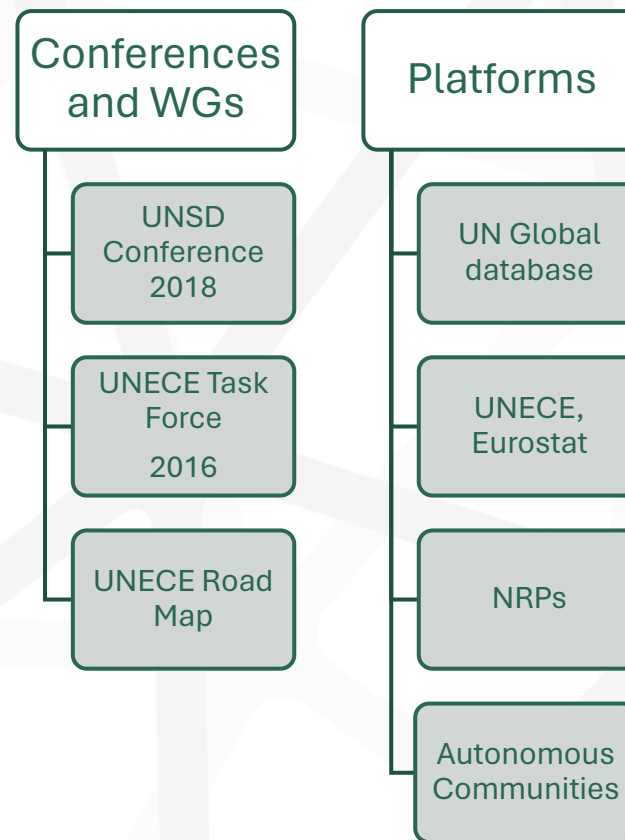 Conferences
and WGs
UNSD
Conference
2018
UNECE Task
Force
2016
UNECE Road
Map
Platforms
UN Global
database
UNECE,
Eurostat
NRPs
Autonomous
Communities